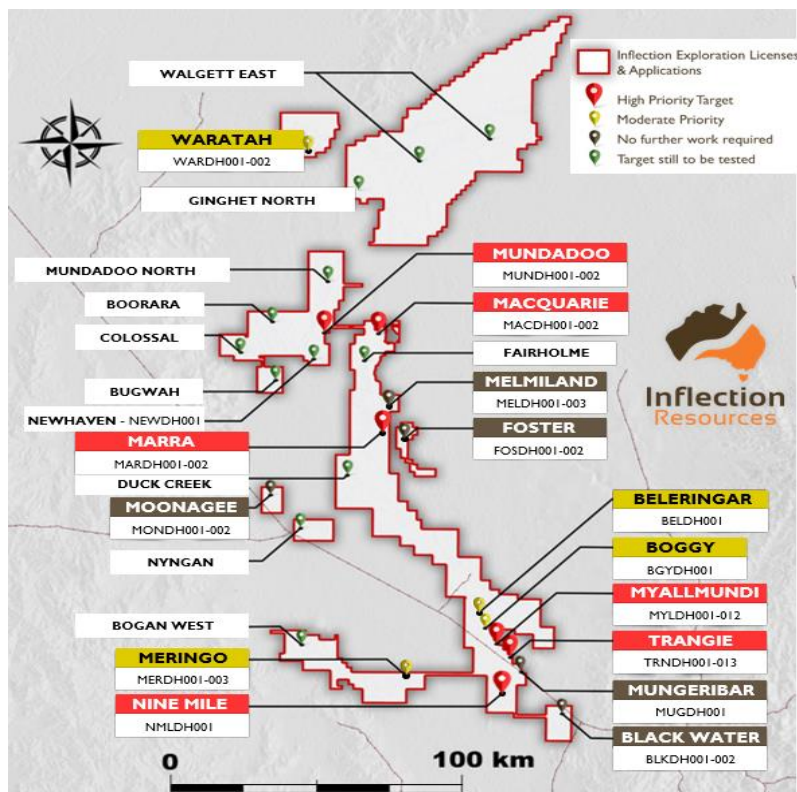 Inflection Exploration Licenses
& Applications
High Priority Target
Moderate Priority
No further work required
Target still to be tested
WALGETT EAST
WARATAH
WARDH001-002
GINGHET NORTH
MUNDADOO NORTH
BOORARA
COLOSSAL
BUGWAH
NEWHAVEN - NEWDH001
MARRA
MARDH001-002
DUCK CREEK
MOONAGEE
MONDH001-002
NYNGAN
BOGAN WEST
MERINGO
MERDH001-003
NINE MILE
NMLDH001
MUNDADOO
MUNDH001-002
MACQUARIE
MACDH001-002
FAIRHOLME
MELMILAND
MELDH001-003
FOSTER
FOSDH001-002
Inflection
Resources
BELERINGAR
BELDH001
BOGGY
BGYDH001
MYALLMUNDI
MYLDH001-012
TRANGIE
TRNDH001-013
MUNGERIBAR
MUGDH001
BLACK WATER
BLKDH001-002
0 100 km